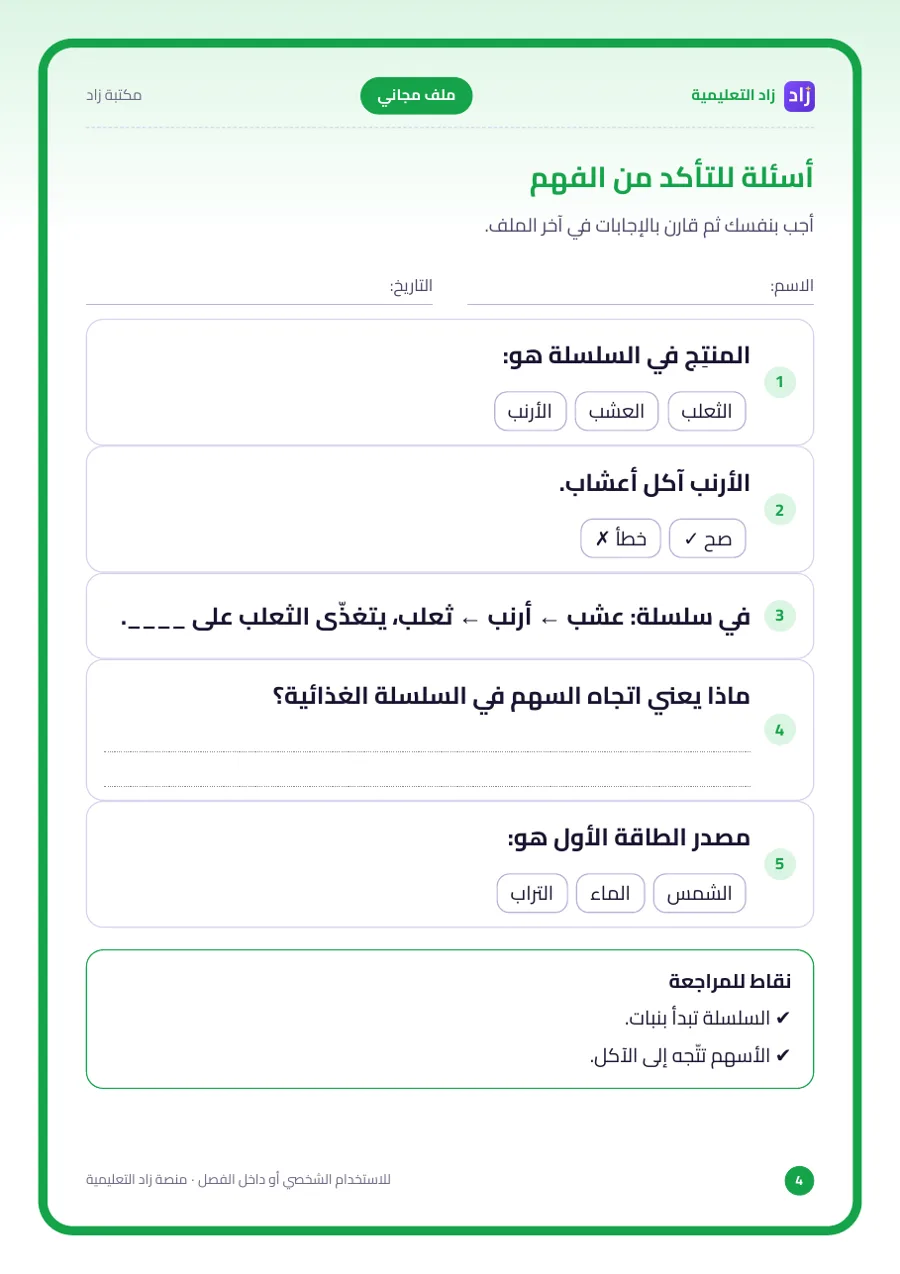 زاد زاد التعليمية
ملف مجاني
مكتبة زاد
أسئلة للتأكد من الفهم
أجب بنفسك ثم قارن بالإجابات في آخر الملف.
الاسم:
التاريخ:
1
المنتِج في السلسلة هو:
الثعلب
العشب
الأرنب
2
الأرنب آكل أعشاب.
صح ✓
خطأ ✗
3
في سلسلة: عشب ← أرنب ← ثعلب، يتغذّى الثعلب على ____.
4
ماذا يعني اتجاه السهم في السلسلة الغذائية؟
5
مصدر الطاقة الأول هو:
الشمس
الماء
التراب
نقاط للمراجعة
✔ السلسلة تبدأ بنبات.
✔ الأسهم تتّجه إلى الآكل.
4
للاستخدام الشخصي أو داخل الفصل · منصة زاد التعليمية